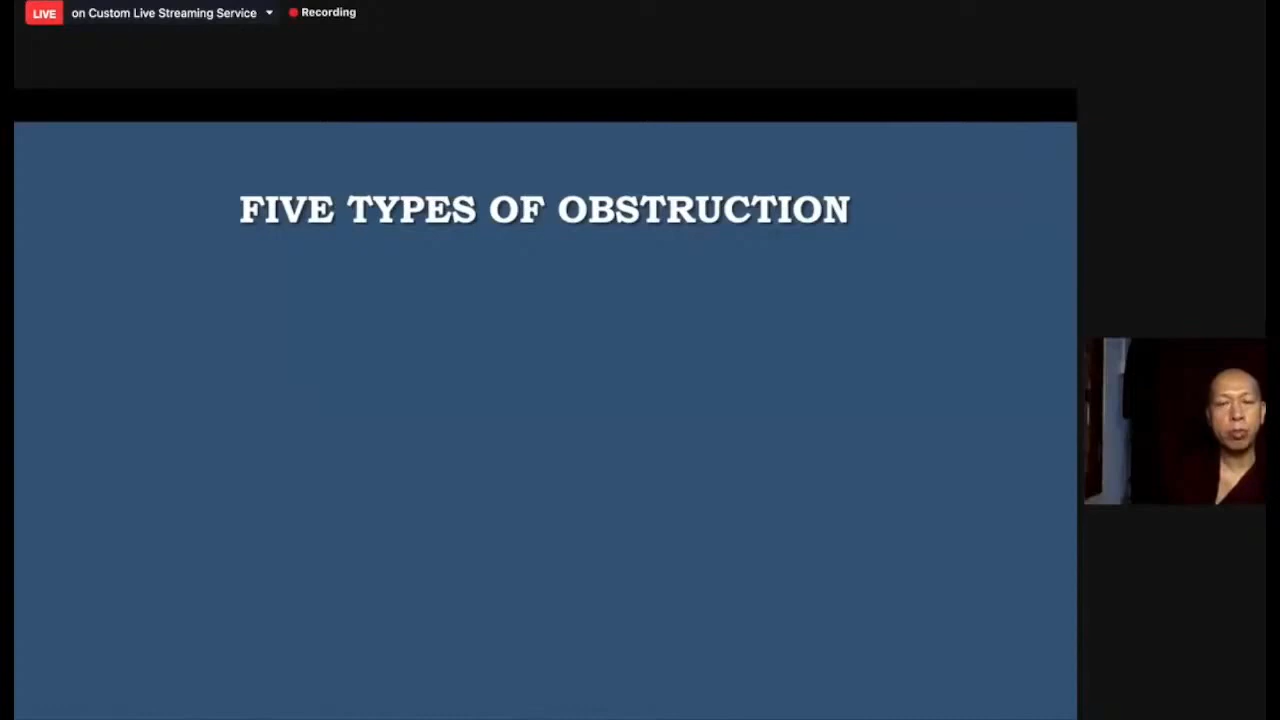 LIVE on Custom Live Streaming Service Recording
FIVE TYPES OF OBSTRUCTION